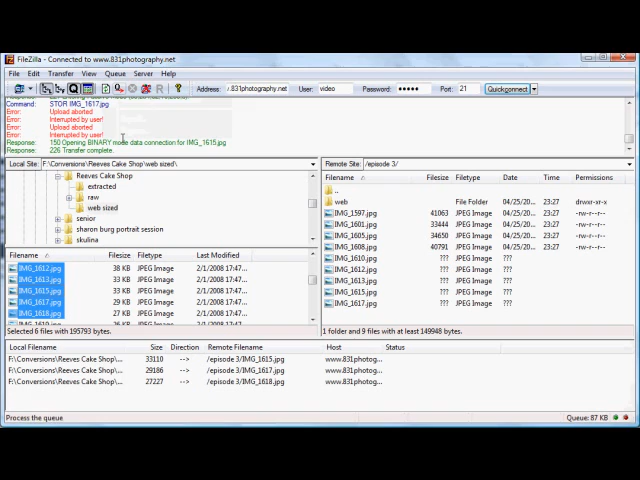 FileZilla - Connected to www.831photography.net
File Edit Transfer View Queue Server Help
Address: /.831photography.net User: video Password: ●●●●● Port: 21 Quickconnect
Command: STOR IMG_1617.jpg
Error: Upload aborted
Error: Interrupted by user!
Error: Upload aborted
Error: Interrupted by user!
Response: 150 Opening BINARY mode data connection for IMG_1615.jpg
Response: 226 Transfer complete.
Local Site: F:\Conversions\Reeves Cake Shop\web sized\
Reeves Cake Shop
extracted
raw
web sized
senior
sharon burg portrait session
skulina
Filename Filesize Filetype Last Modified
IMG_1612.jpg 38 KB JPEG Image 2/1/2008 17:47...
IMG_1613.jpg 34 KB JPEG Image 2/1/2008 17:47...
IMG_1615.jpg 33 KB JPEG Image 2/1/2008 17:47...
IMG_1617.jpg 29 KB JPEG Image 2/1/2008 17:47...
IMG_1618.jpg 27 KB JPEG Image 2/1/2008 17:47...
Selected 6 files with 195793 bytes.
Remote Site: /episode 3/
Filename Filesize Filetype Date Time Permissions
..
web File Folder 04/25/20... 23:27 drwxr-xr-x
IMG_1597.jpg 41063 JPEG Image 04/25/20... 23:27 -rw-r--r--
IMG_1601.jpg 33444 JPEG Image 04/25/20... 23:27 -rw-r--r--
IMG_1605.jpg 34650 JPEG Image 04/25/20... 23:27 -rw-r--r--
IMG_1608.jpg 40791 JPEG Image 04/25/20... 23:27 -rw-r--r--
IMG_1610.jpg ??? JPEG Image ???
IMG_1612.jpg ??? JPEG Image ???
IMG_1613.jpg ??? JPEG Image ???
IMG_1615.jpg ??? JPEG Image ???
IMG_1617.jpg ??? JPEG Image ???
1 folder and 9 files with at least 149948 bytes.
Local Filename Size Direction Remote Filename Host Status
F:\Conversions\Reeves Cake Shop\... 33110 --> /episode 3/IMG_1615.jpg www.831photog...
F:\Conversions\Reeves Cake Shop\... 29186 --> /episode 3/IMG_1617.jpg www.831photog...
F:\Conversions\Reeves Cake Shop\... 27227 --> /episode 3/IMG_1618.jpg www.831photog...
Process the queue Queue: 87 KB